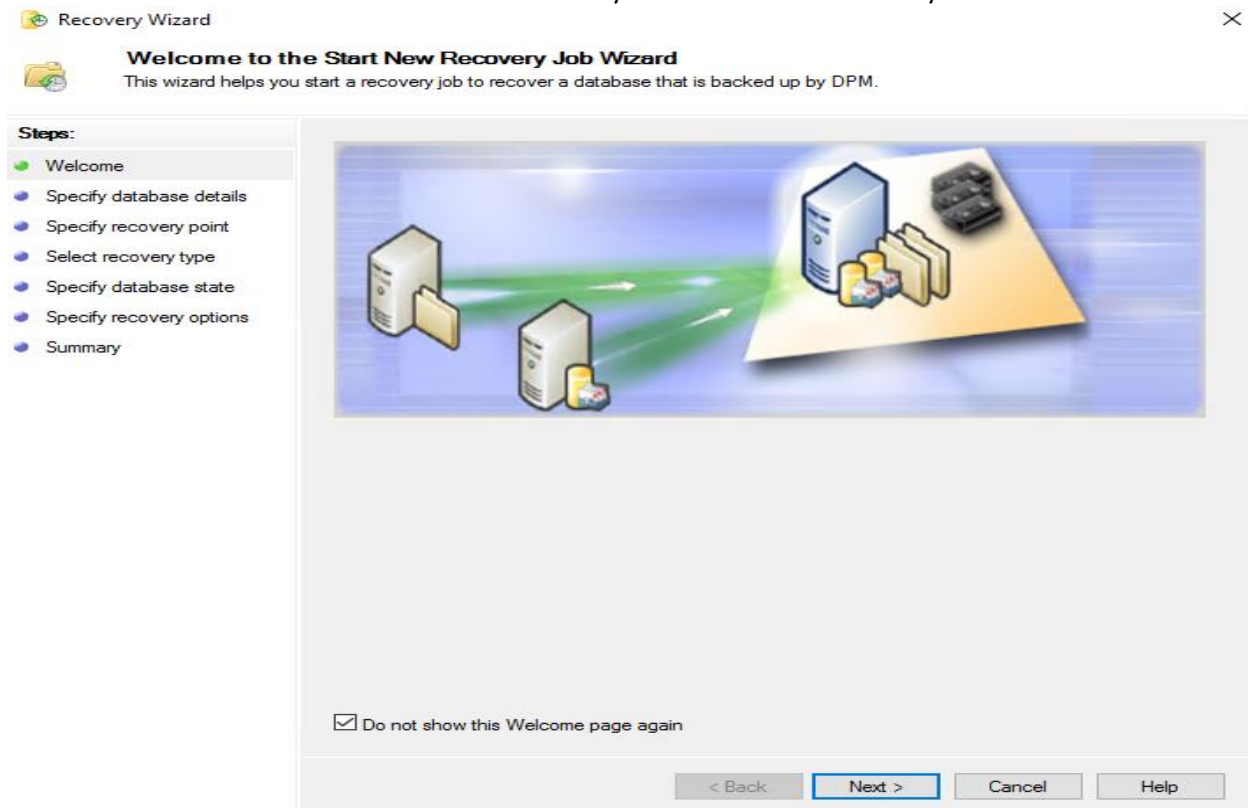 Recovery Wizard
Welcome to the Start New Recovery Job Wizard
This wizard helps you start a recovery job to recover a database that is backed up by DPM.
Steps:
Welcome
Specify database details
Specify recovery point
Select recovery type
Specify database state
Specify recovery options
Summary
Do not show this Welcome page again
< Back Next > Cancel Help